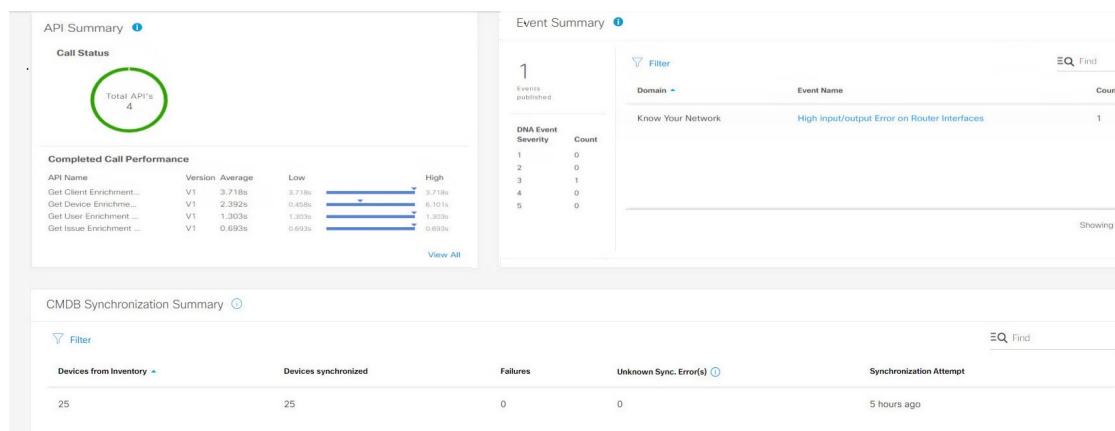 API Summary
Call Status
Total API's
4
Completed Call Performance
API Name Version Average Low High
Get Client Enrichment... V1 3.718s 3.718s 3.718s
Get Device Enrichme... V1 2.392s 0.458s 6.101s
Get User Enrichment ... V1 1.303s 1.303s 1.303s
Get Issue Enrichment ... V1 0.693s 0.693s 0.693s
View All
Event Summary
1
Events
published
DNA Event
Severity Count
1 0
2 0
3 1
4 0
5 0
Filter Find
Domain Event Name Coun
Know Your Network High input/output Error on Router Interfaces 1
Showing
CMDB Synchronization Summary
Filter Find
Devices from Inventory Devices synchronized Failures Unknown Sync. Error(s) Synchronization Attempt
25 25 0 0 5 hours ago